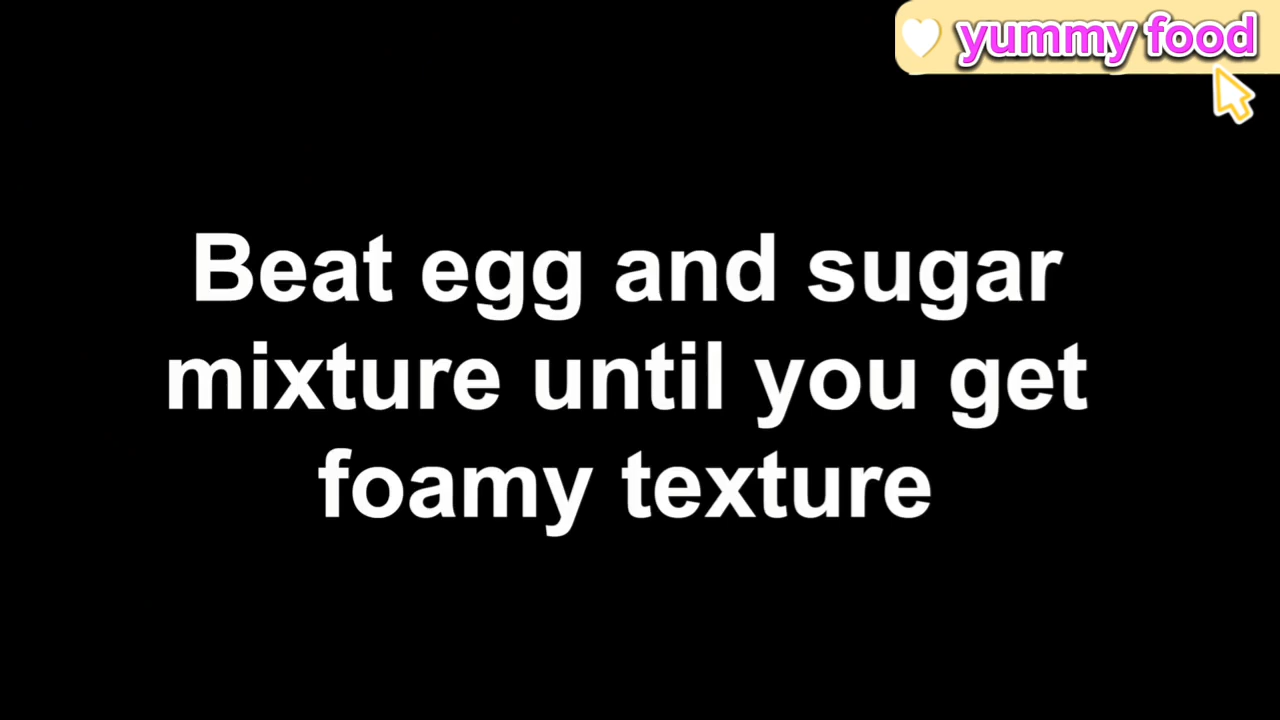 yummy food
Beat egg and sugar
mixture until you get
foamy texture